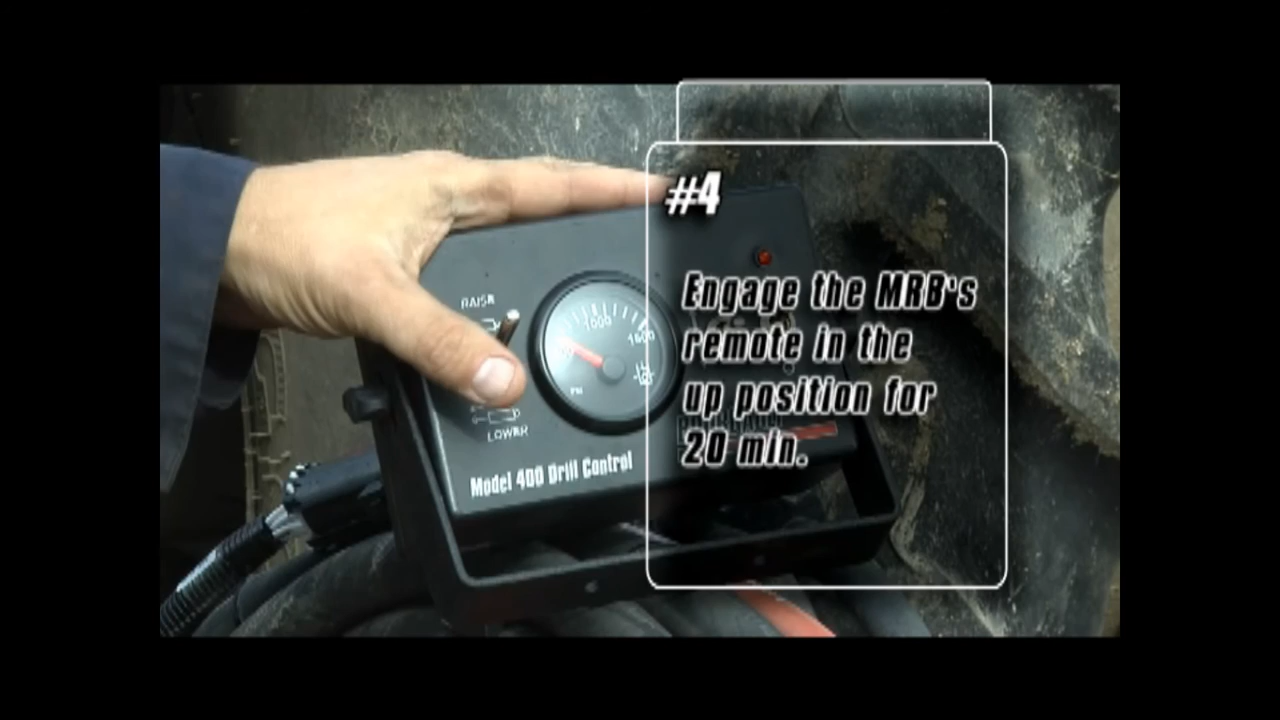 #4
Engage the MRB's
remote in the
up position for
20 min.
RAISE
1000
PSI
LOWER
Model 400 Drill Control